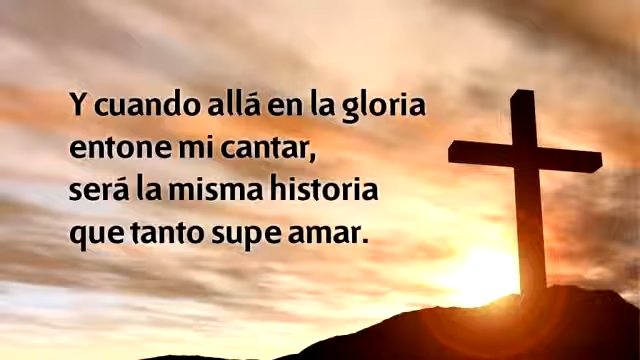 Y cuando allá en la gloria
entone mi cantar,
será la misma historia
que tanto supe amar.